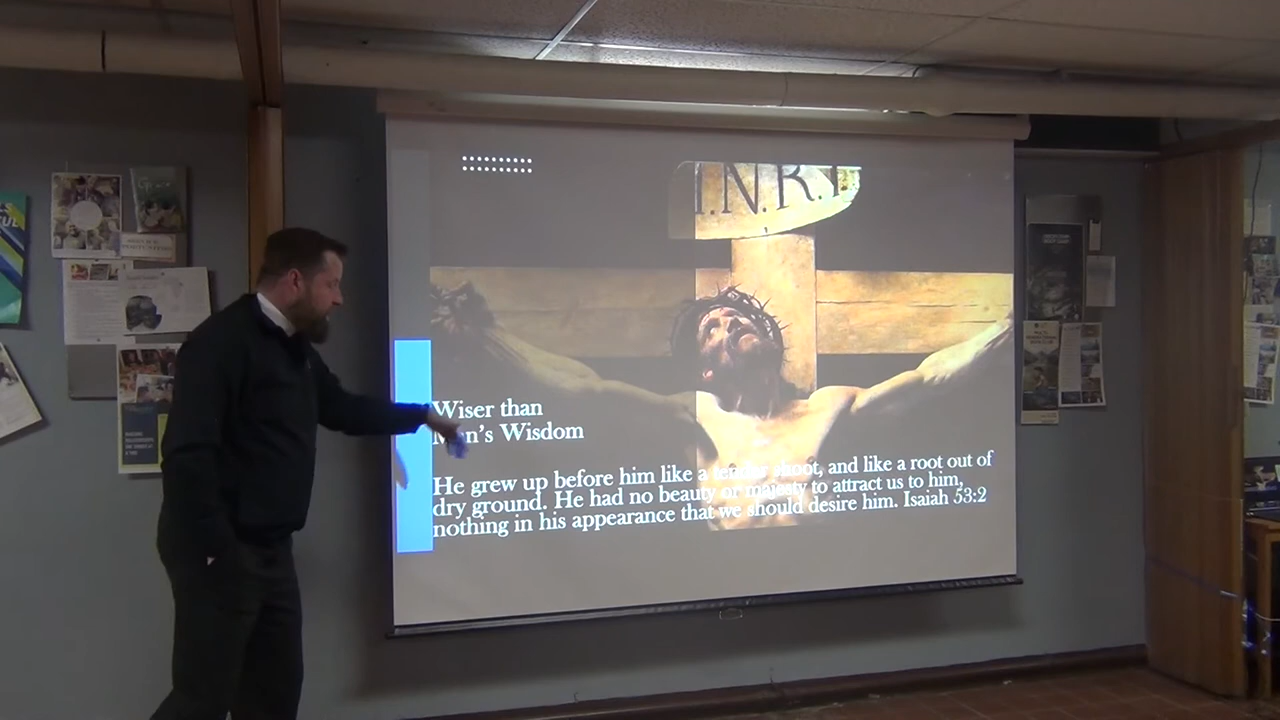 I.N.R.I.
Wiser than
Man's Wisdom
He grew up before him like a tender shoot, and like a root out of
dry ground. He had no beauty or majesty to attract us to him,
nothing in his appearance that we should desire him. Isaiah 53:2